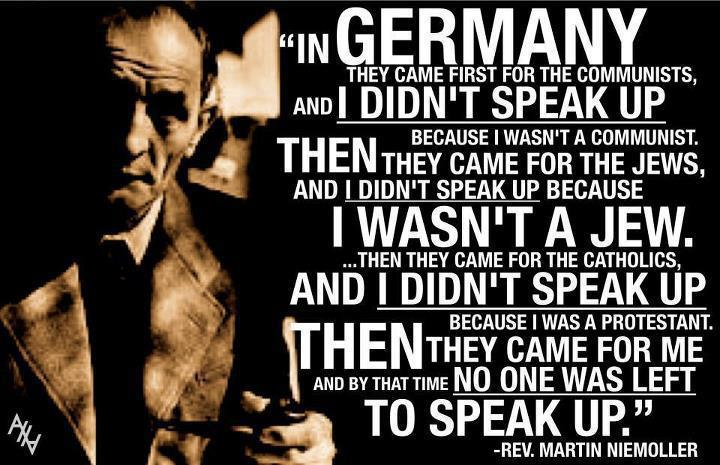 “IN GERMANY
THEY CAME FIRST FOR THE COMMUNISTS,
AND I DIDN'T SPEAK UP
BECAUSE I WASN'T A COMMUNIST.
THEN THEY CAME FOR THE JEWS,
AND I DIDN'T SPEAK UP BECAUSE
I WASN'T A JEW.
...THEN THEY CAME FOR THE CATHOLICS,
AND I DIDN'T SPEAK UP
BECAUSE I WAS A PROTESTANT.
THEN THEY CAME FOR ME
AND BY THAT TIME NO ONE WAS LEFT
TO SPEAK UP.”
-REV. MARTIN NIEMOLLER